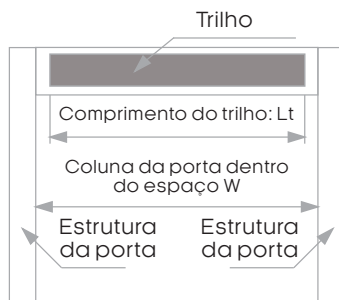 Trilho
Comprimento do trilho: Lt
Coluna da porta dentro
do espaço W
Estrutura
da porta
Estrutura
da porta